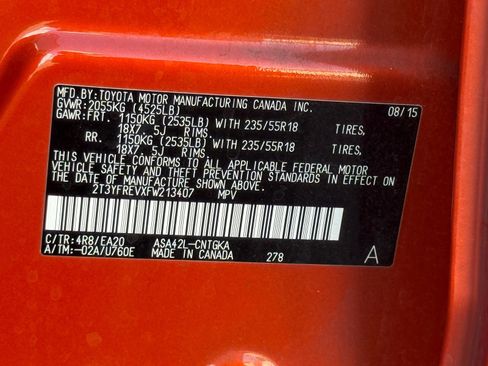 MFD.BY:TOYOTA MOTOR MANUFACTURING CANADA INC. 08/15
GVWR:2055KG (4525LB)
GAWR:FRT. 1150KG (2535LB) WITH 235/55R18 TIRES,
18X7.5J RIMS.
RR. 1150KG (2535LB) WITH 235/55R18 TIRES,
18X7.5J RIMS.
THIS VEHICLE CONFORMS TO ALL APPLICABLE FEDERAL MOTOR
VEHICLE SAFETY AND THEFT PREVENTION STANDARDS IN EFFECT ON
THE DATE OF MANUFACTURE SHOWN ABOVE.
2T3YFREVXFW213407 MPV
C/TR:4R8/EA20 ASA42L-CNTGKA A
A/TM:-02A/U760E MADE IN CANADA 278